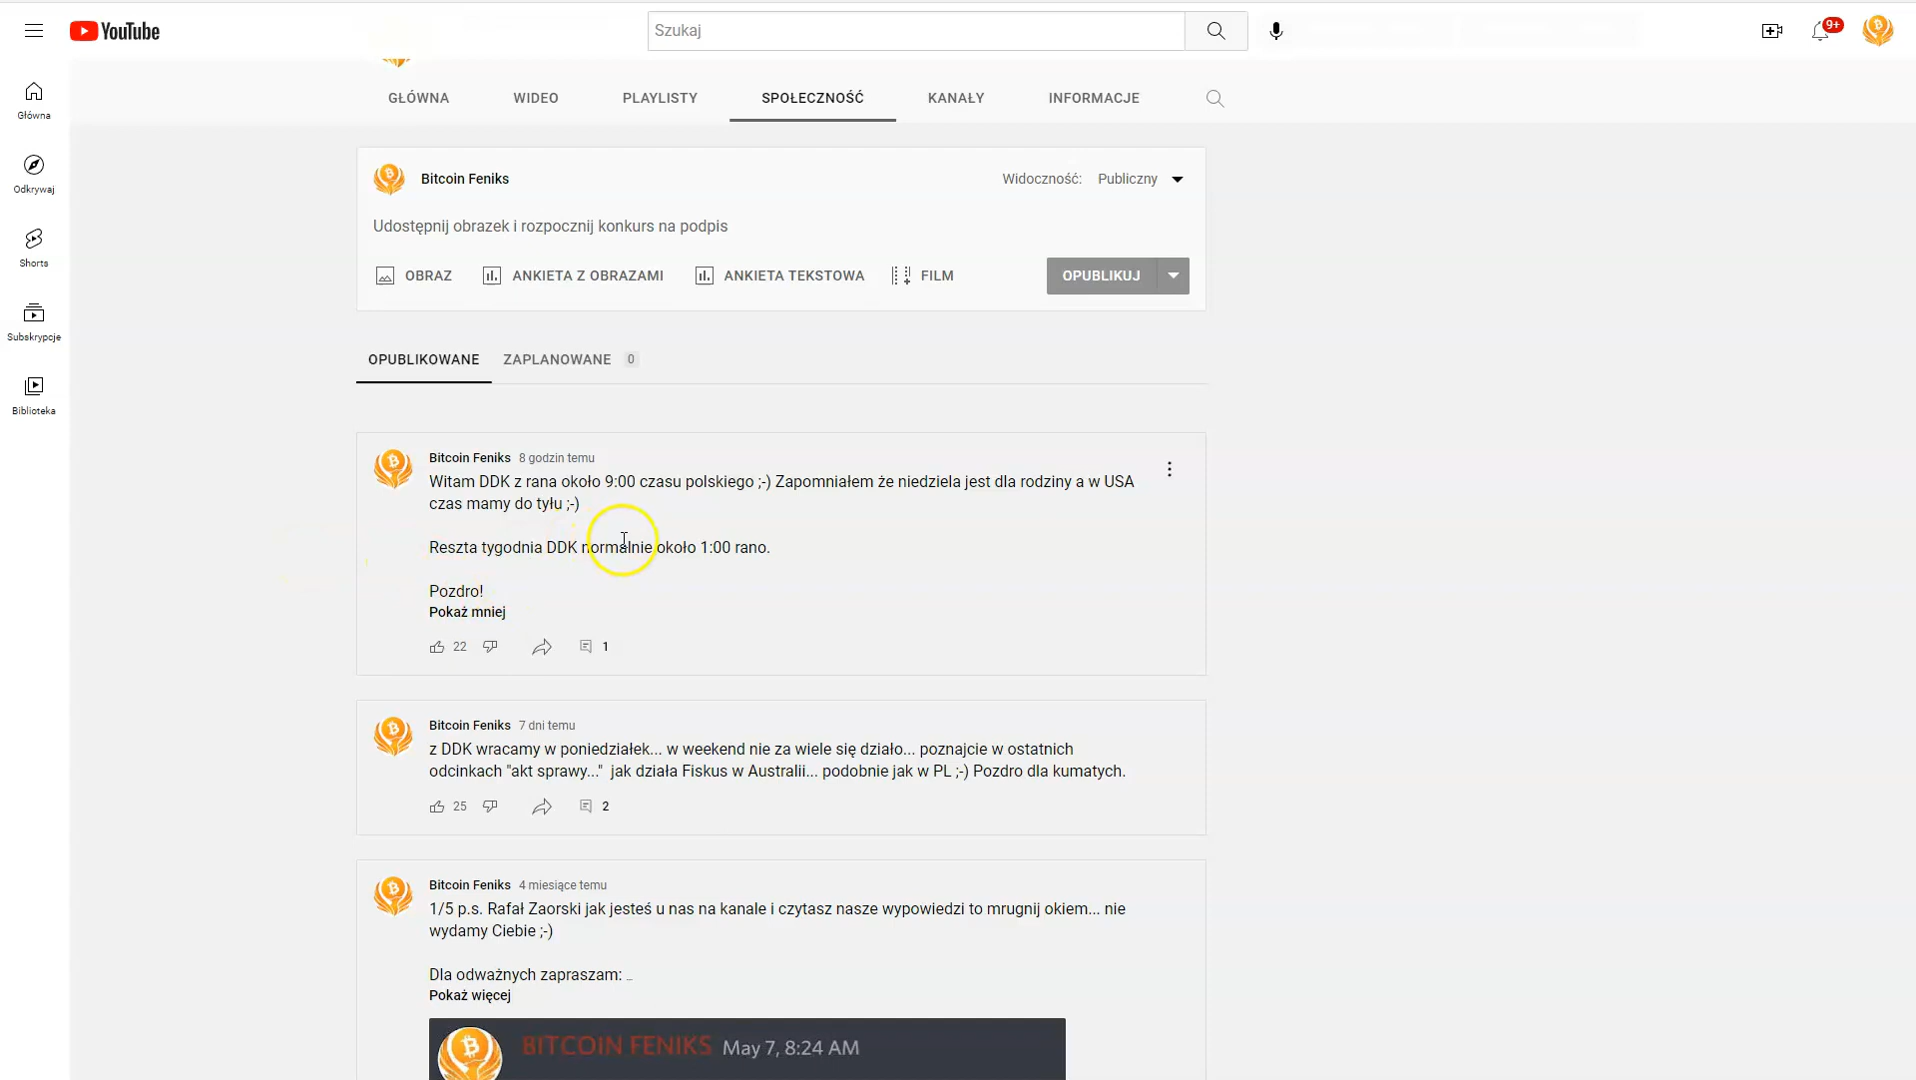 YouTube
Szukaj
9+
GŁÓWNA
WIDEO
PLAYLISTY
SPOŁECZNOŚĆ
KANAŁY
INFORMACJE
Główna
Odkrywaj
Shorts
Subskrypcje
Biblioteka
Bitcoin Feniks
Widoczność: Publiczny
Udostępnij obrazek i rozpocznij konkurs na podpis
OBRAZ
ANKIETA Z OBRAZAMI
ANKIETA TEKSTOWA
FILM
OPUBLIKUJ
OPUBLIKOWANE
ZAPLANOWANE 0
Bitcoin Feniks 8 godzin temu
Witam DDK z rana około 9:00 czasu polskiego ;-) Zapomniałem że niedziela jest dla rodziny a w USA
czas mamy do tyłu ;-)
Reszta tygodnia DDK normalnie około 1:00 rano.
Pozdro!
Pokaż mniej
22
1
Bitcoin Feniks 7 dni temu
z DDK wracamy w poniedziałek... w weekend nie za wiele się działo... poznajcie w ostatnich
odcinkach "akt sprawy..." jak działa Fiskus w Australii... podobnie jak w PL ;-) Pozdro dla kumatych.
25
2
Bitcoin Feniks 4 miesiące temu
1/5 p.s. Rafał Zaorski jak jesteś u nas na kanale i czytasz nasze wypowiedzi to mrugnij okiem... nie
wydamy Ciebie ;-)
Dla odważnych zapraszam: ...
Pokaż więcej
BITCOIN FENIKS May 7, 8:24 AM